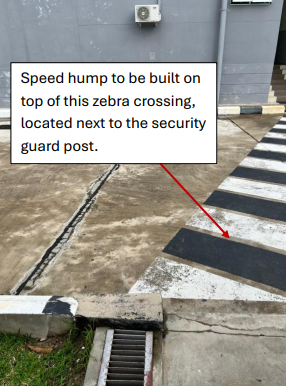 Speed hump to be built on
top of this zebra crossing,
located next to the security
guard post.